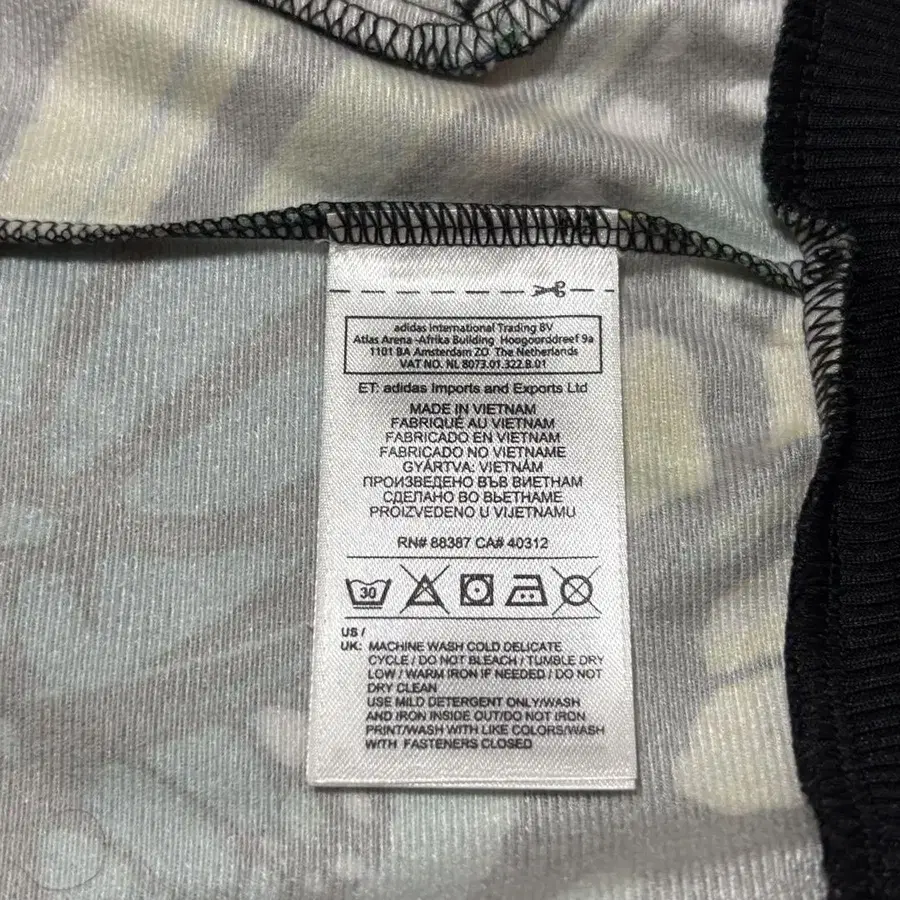 adidas International Trading BV
Atlas Arena -Afrika Building Hoogoorddreef 9a
1101 BA Amsterdam ZO. The Netherlands
VAT NO. NL 8073.01.322.B.01
ET: adidas Imports and Exports Ltd
MADE IN VIETNAM
FABRIQUÉ AU VIETNAM
FABRICADO EN VIETNAM
FABRICADO NO VIETNAME
GYÁRTVA: VIETNÁM
ПРОИЗВЕДЕНО ВЪВ ВИЕТНАМ
СДЕЛАНО ВО ВЬЕТНАМЕ
PROIZVEDENO U VIJETNAMU
RN# 88387 CA# 40312
30
US /
UK: MACHINE WASH COLD DELICATE
CYCLE / DO NOT BLEACH / TUMBLE DRY
LOW / WARM IRON IF NEEDED / DO NOT
DRY CLEAN
USE MILD DETERGENT ONLY/WASH
AND IRON INSIDE OUT/DO NOT IRON
PRINT/WASH WITH LIKE COLORS/WASH
WITH FASTENERS CLOSED